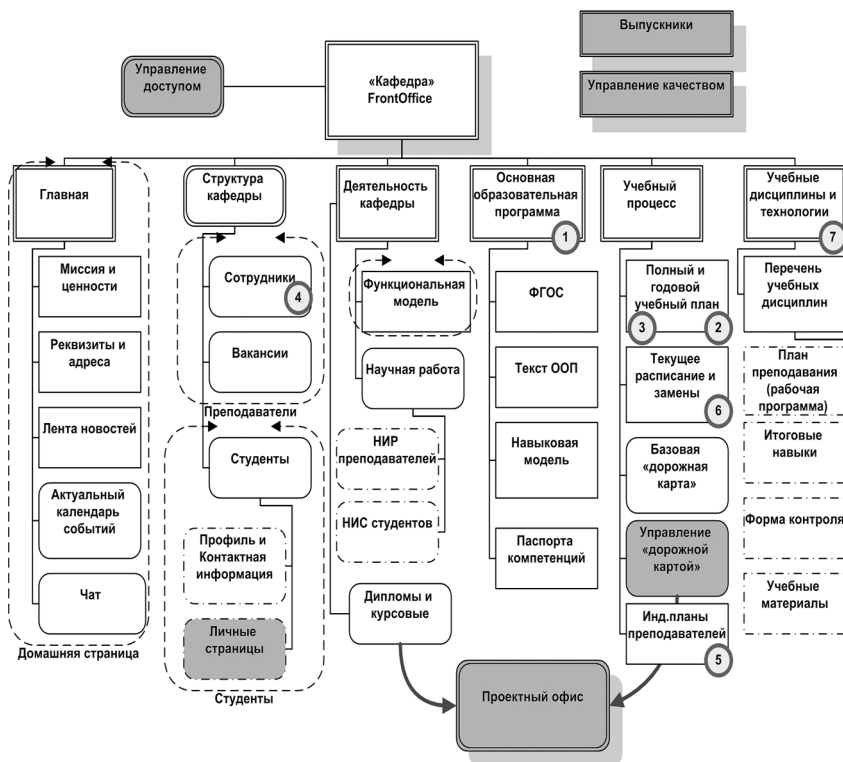 Управление
доступом
«Кафедра»
FrontOffice
Выпускники
Управление качеством
Главная
Миссия и
ценности
Реквизиты и
адреса
Лента новостей
Актуальный
календарь
событий
Чат
Домашняя страница
Структура
кафедры
Сотрудники
4
Вакансии
Преподаватели
Студенты
Профиль и
Контактная
информация
Личные
страницы
Студенты
Деятельность
кафедры
Функциональная
модель
Научная работа
НИР
преподавателей
НИС студентов
Дипломы и
курсовые
Основная
образовательная
программа
1
ФГОС
Текст ООП
Навыковая
модель
Паспорта
компетенций
Учебный
процесс
Полный и
годовой
учебный план
3
2
Текущее
расписание и
замены
6
Базовая
«дорожная
карта»
Управление
«дорожной
картой»
Инд.планы
преподавателей
5
Учебные
дисциплины и
технологии
7
Перечень
учебных
дисциплин
План
преподавания
(рабочая
программа)
Итоговые
навыки
Форма контроля
Учебные
материалы
Проектный офис